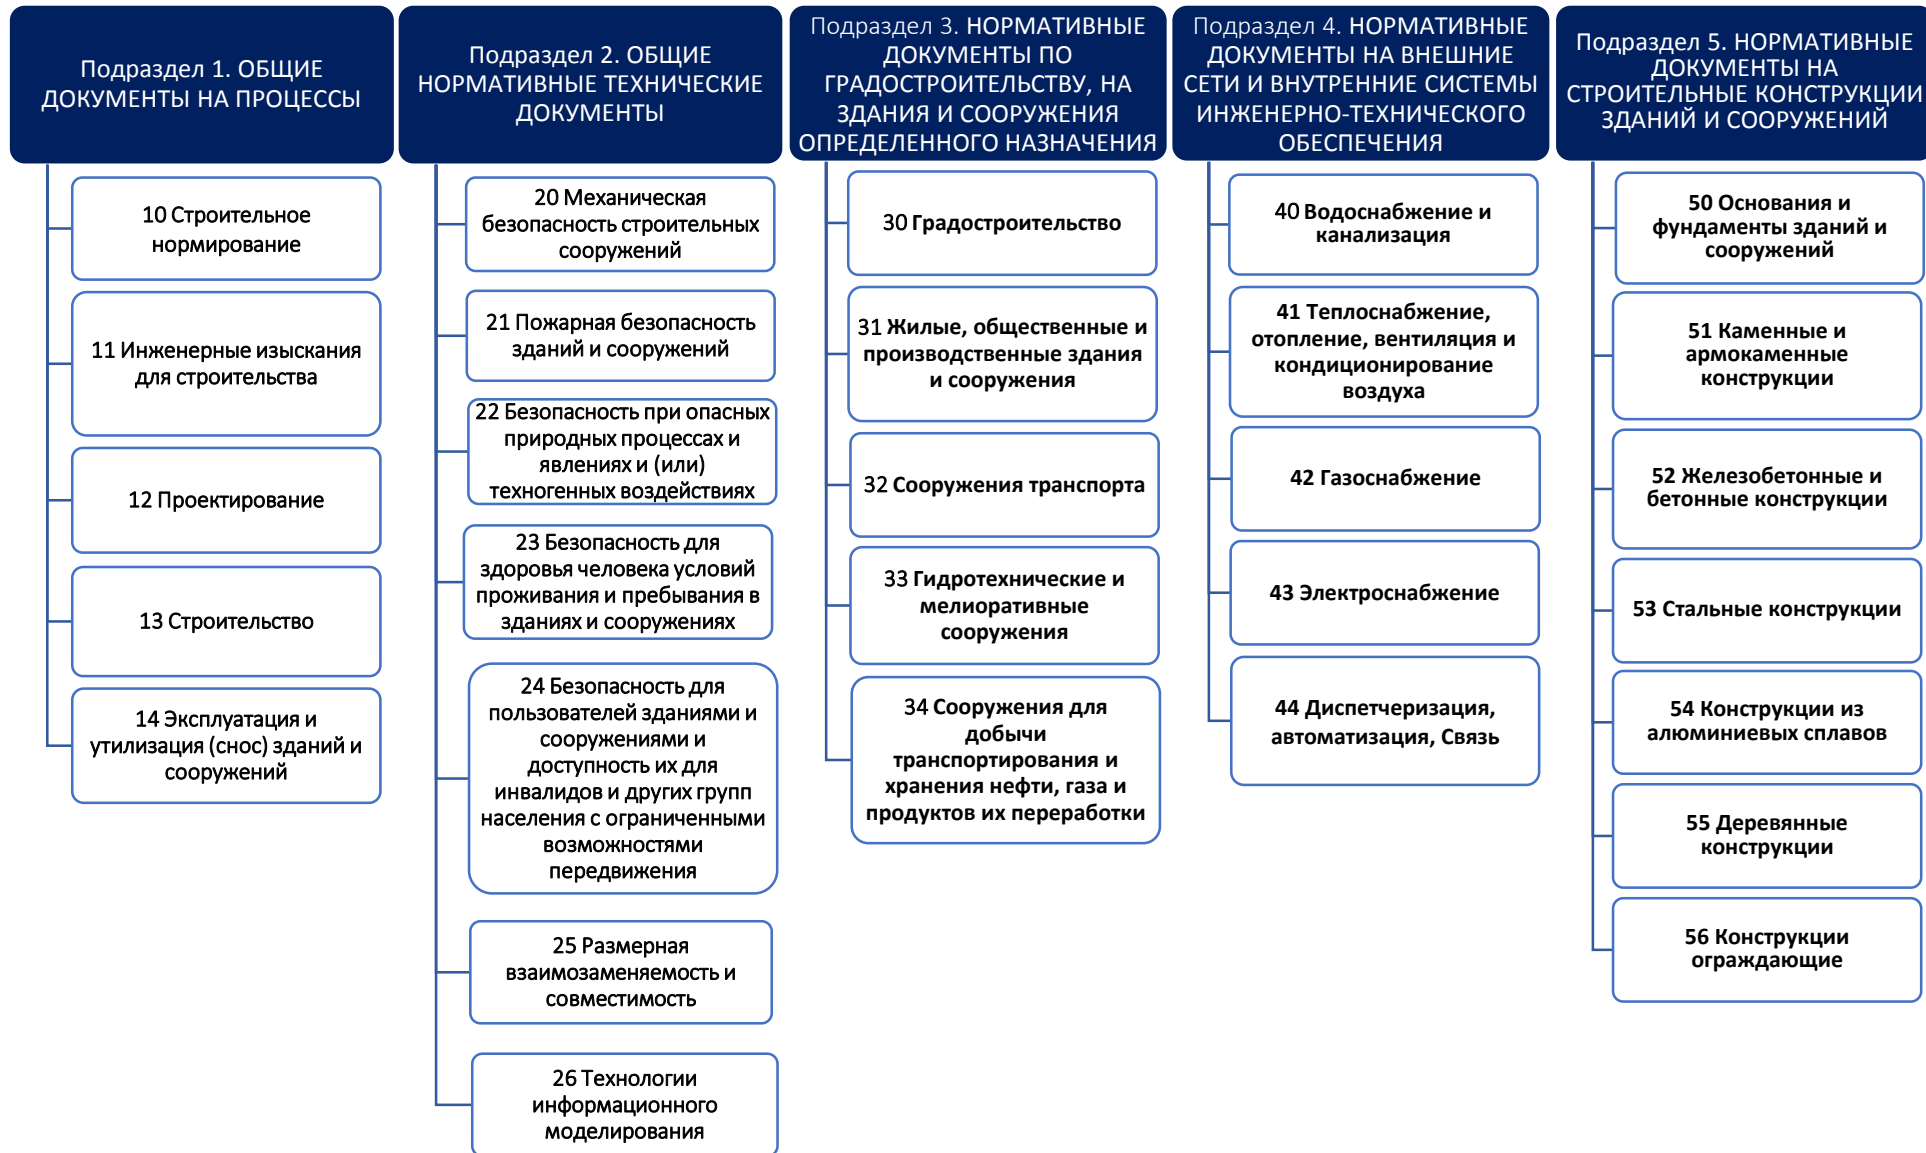 Подраздел 1. ОБЩИЕ
ДОКУМЕНТЫ НА ПРОЦЕССЫ
10 Строительное
нормирование
11 Инженерные изыскания
для строительства
12 Проектирование
13 Строительство
14 Эксплуатация и
утилизация (снос) зданий и
сооружений
Подраздел 2. ОБЩИЕ
НОРМАТИВНЫЕ ТЕХНИЧЕСКИЕ
ДОКУМЕНТЫ
20 Механическая
безопасность строительных
сооружений
21 Пожарная безопасность
зданий и сооружений
22 Безопасность при опасных
природных процессах и
явлениях и (или)
техногенных воздействиях
23 Безопасность для
здоровья человека условий
проживания и пребывания в
зданиях и сооружениях
24 Безопасность для
пользователей зданиями и
сооружениями и
доступность их для
инвалидов и других групп
населения с ограниченными
возможностями
передвижения
25 Размерная
взаимозаменяемость и
совместимость
26 Технологии
информационного
моделирования
Подраздел 3. НОРМАТИВНЫЕ
ДОКУМЕНТЫ ПО
ГРАДОСТРОИТЕЛЬСТВУ, НА
ЗДАНИЯ И СООРУЖЕНИЯ
ОПРЕДЕЛЕННОГО НАЗНАЧЕНИЯ
30 Градостроительство
31 Жилые, общественные и
производственные здания
и сооружения
32 Сооружения транспорта
33 Гидротехнические и
мелиоративные
сооружения
34 Сооружения для
добычи
транспортирования и
хранения нефти, газа и
продуктов их переработки
Подраздел 4. НОРМАТИВНЫЕ
ДОКУМЕНТЫ НА ВНЕШНИЕ
СЕТИ И ВНУТРЕННИЕ СИСТЕМЫ
ИНЖЕНЕРНО-ТЕХНИЧЕСКОГО
ОБЕСПЕЧЕНИЯ
40 Водоснабжение и
канализация
41 Теплоснабжение,
отопление, вентиляция и
кондиционирование
воздуха
42 Газоснабжение
43 Электроснабжение
44 Диспетчеризация,
автоматизация, Связь
Подраздел 5. НОРМАТИВНЫЕ
ДОКУМЕНТЫ НА
СТРОИТЕЛЬНЫЕ КОНСТРУКЦИИ
ЗДАНИЙ И СООРУЖЕНИЙ
50 Основания и
фундаменты зданий и
сооружений
51 Каменные и
армокаменные
конструкции
52 Железобетонные и
бетонные конструкции
53 Стальные конструкции
54 Конструкции из
алюминиевых сплавов
55 Деревянные
конструкции
56 Конструкции
ограждающие